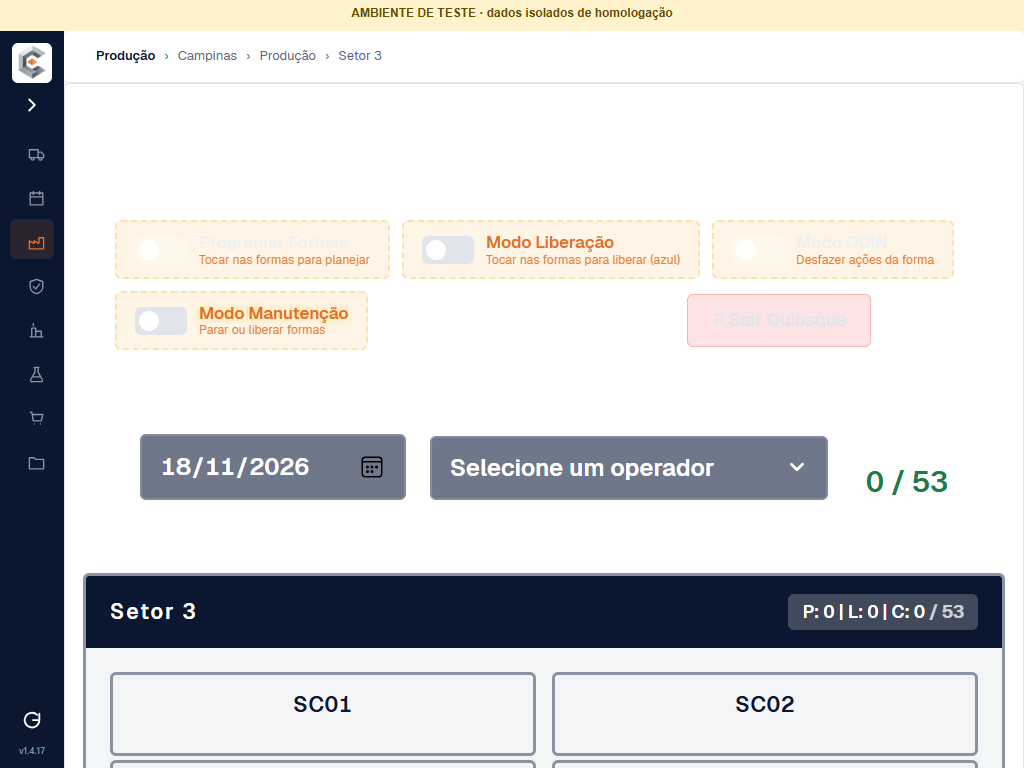 AMBIENTE DE TESTE · dados isolados de homologação
Produção › Campinas › Produção › Setor 3
Programar Formas
Tocar nas formas para planejar
Modo Liberação
Tocar nas formas para liberar (azul)
Modo ODIN
Desfazer ações da forma
Modo Manutenção
Parar ou liberar formas
Sair Quiosque
18/11/2026
Selecione um operador
0 / 53
Setor 3
P: 0 | L: 0 | C: 0 / 53
SC01
SC02
v1.4.17